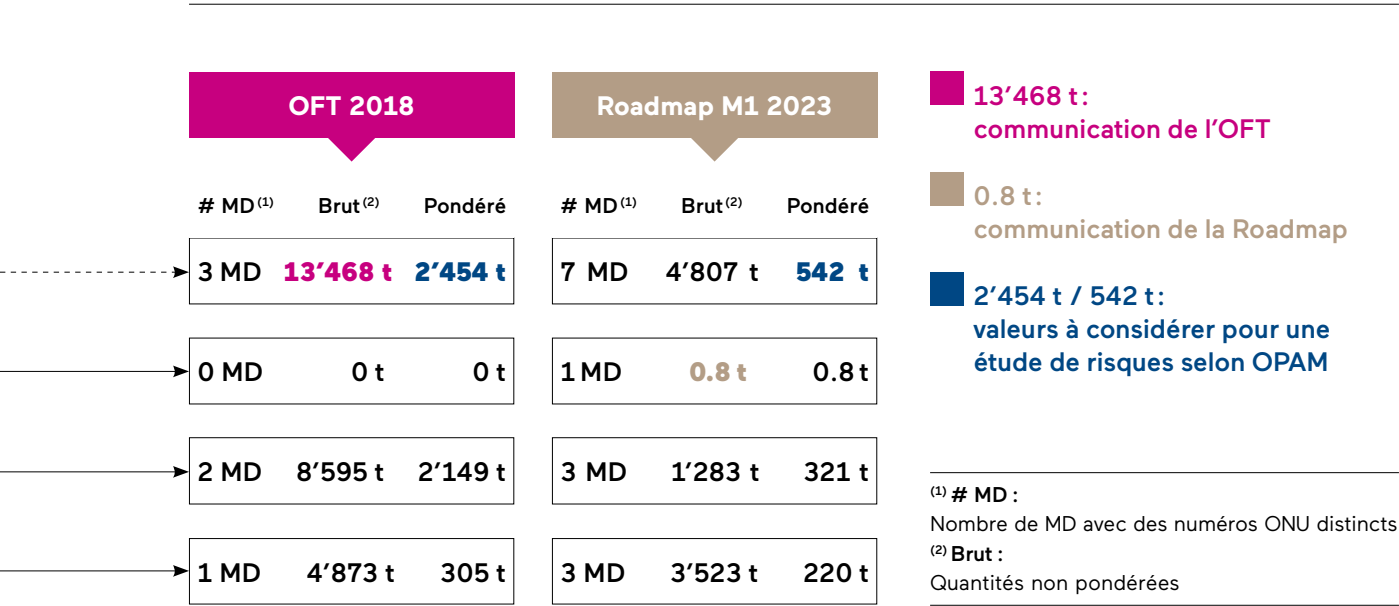 OFT 2018
Roadmap M1 2023
# MD(1) Brut(2) Pondéré
# MD(1) Brut(2) Pondéré
3 MD 13’468 t 2’454 t
7 MD 4’807 t 542 t
0 MD 0 t 0 t
1 MD 0.8 t 0.8 t
2 MD 8’595 t 2’149 t
3 MD 1’283 t 321 t
1 MD 4’873 t 305 t
3 MD 3’523 t 220 t
13’468 t :
communication de l’OFT
0.8 t :
communication de la Roadmap
2’454 t / 542 t :
valeurs à considérer pour une
étude de risques selon OPAM
(1) # MD :
Nombre de MD avec des numéros ONU distincts
(2) Brut :
Quantités non pondérées